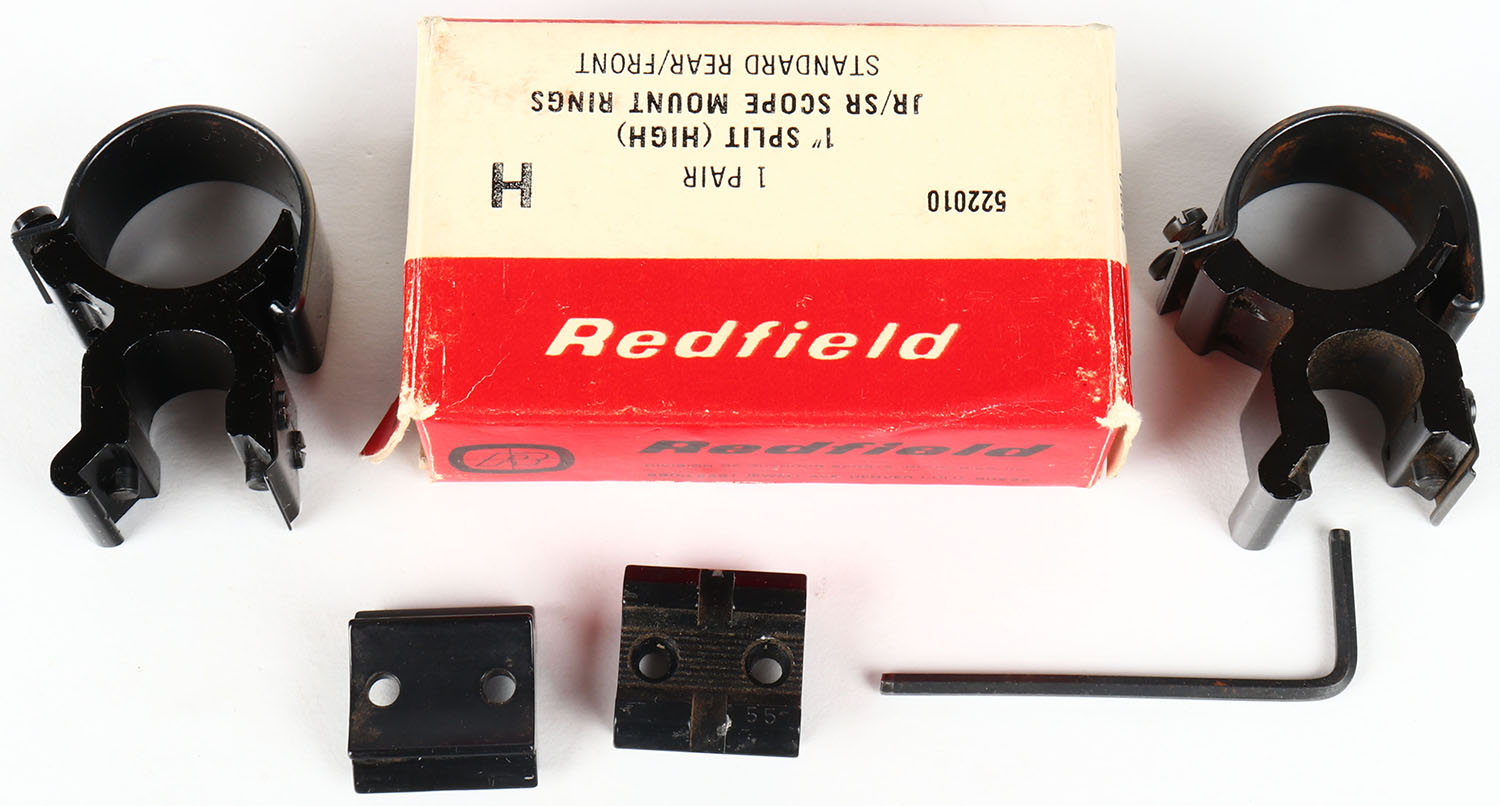 522010
1 PAIR
H
1" SPLIT (HIGH)
JR/SR SCOPE MOUNT RINGS
STANDARD REAR/FRONT
Redfield
Redfield
55